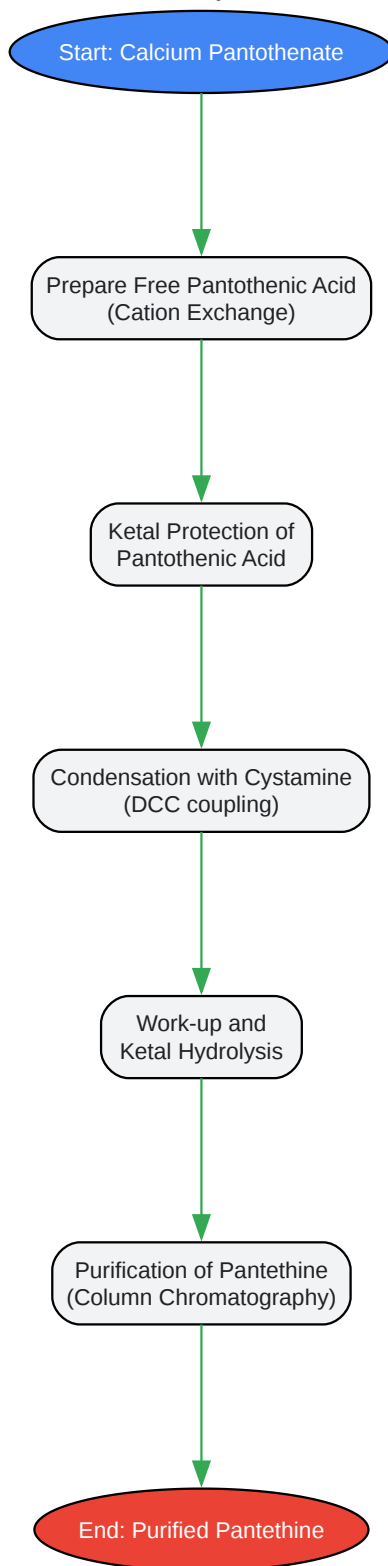 Start: Calcium Pantothenate
Prepare Free Pantothenic Acid
(Cation Exchange)
Ketal Protection of
Pantothenic Acid
Condensation with Cystamine
(DCC coupling)
Work-up and
Ketal Hydrolysis
Purification of Pantethine
(Column Chromatography)
End: Purified Pantethine